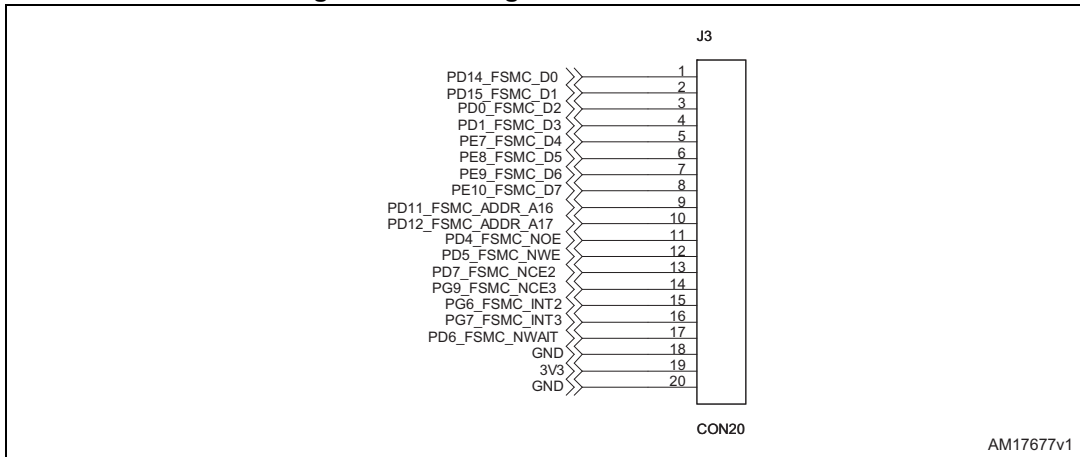 J3
PD14_FSMC_D0 1
PD15_FSMC_D1 2
PD0_FSMC_D2 3
PD1_FSMC_D3 4
PE7_FSMC_D4 5
PE8_FSMC_D5 6
PE9_FSMC_D6 7
PE10_FSMC_D7 8
PD11_FSMC_ADDR_A16 9
PD12_FSMC_ADDR_A17 10
PD4_FSMC_NOE 11
PD5_FSMC_NWE 12
PD7_FSMC_NCE2 13
PG9_FSMC_NCE3 14
PG6_FSMC_INT2 15
PG7_FSMC_INT3 16
PD6_FSMC_NWAIT 17
GND 18
3V3 19
GND 20
CON20
AM17677v1